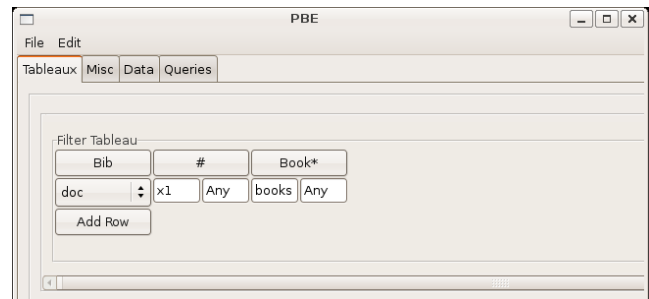 PBE
File Edit
Tableaux Misc Data Queries
Filter Tableau
Bib # Book*
doc x1 Any books Any
Add Row